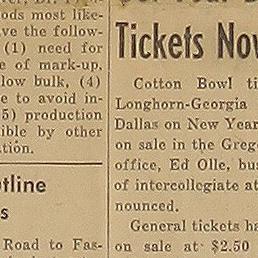 ods most like-
ve the follow-
(1) need for
e of mark-up,
low bulk, (4)
e to avoid in-
5) production
ible by other
ation.
tline
s
Road to Fas-
Tickets Nov
Cotton Bowl ti
Longhorn-Georgia
Dallas on New Year
on sale in the Greg
office, Ed Olle, bus
of intercollegiate at
nounced.
General tickets ha
on sale at $2.50